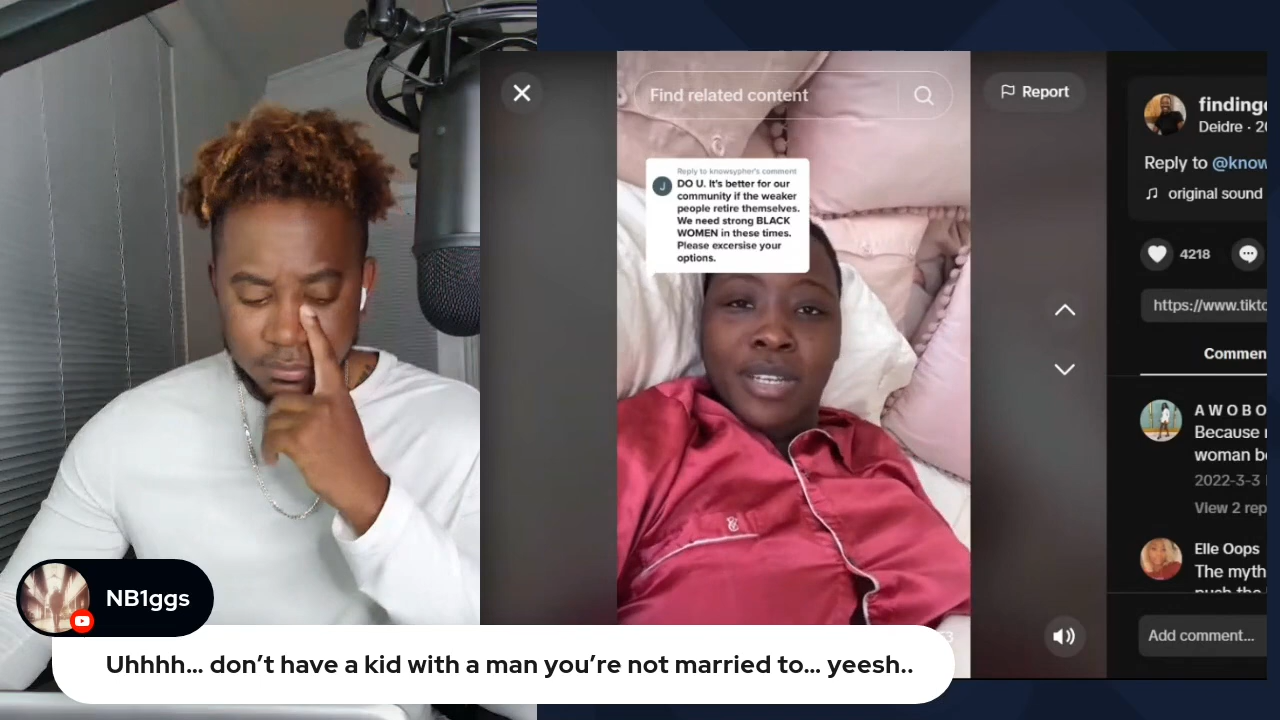 Find related content
Report
Reply to knowsypher's comment
J
DO U. It's better for our
community if the weaker
people retire themselves.
We need strong BLACK
WOMEN in these times.
Please excersise your
options.
Deidre · 
Reply to @know
original sound
4218
https://www.tikto
Commen
A W O B O
Because
woman be
2022-3-3
View 2 rep
Elle Oops
The myth
Add comment...
NB1ggs
Uhhhh... don't have a kid with a man you're not married to... yeesh..